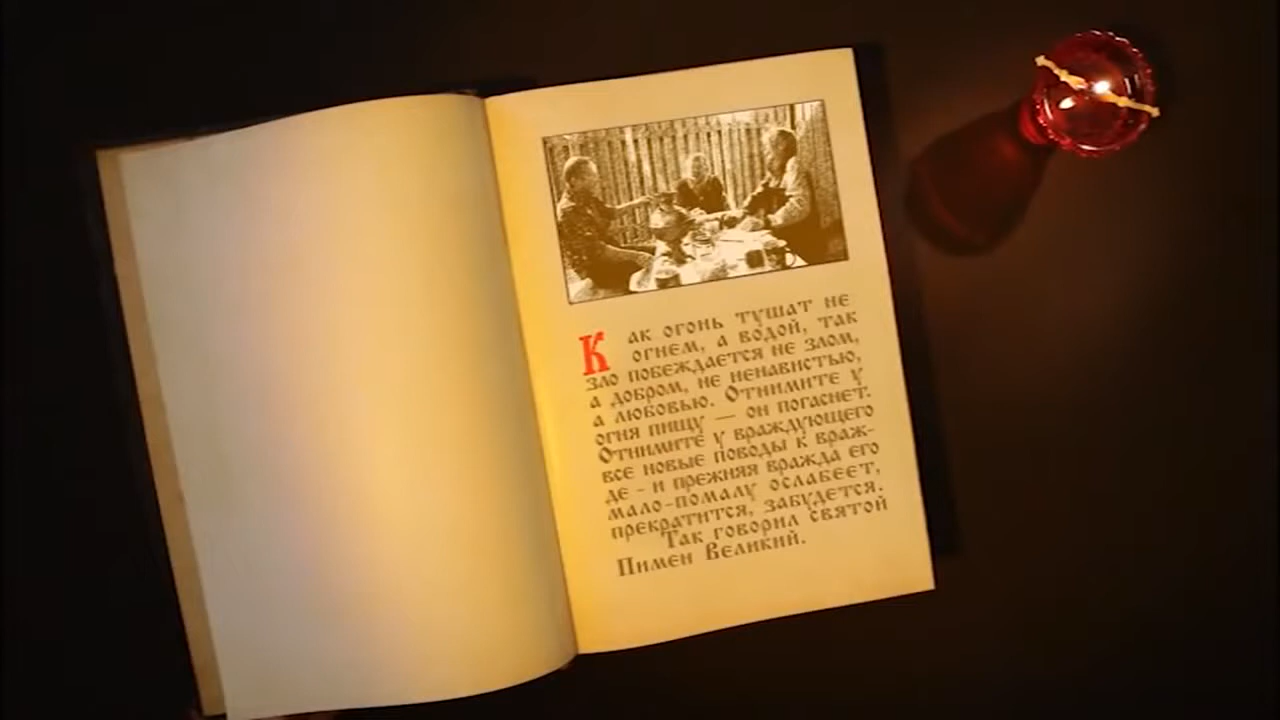 Как огонь тушат не
огнем, а водой, так
зло побеждается не злом,
а добром, не ненавистью,
а любовью. Отнимите у
огня пищу — он погаснет.
Отнимите у враждующего
все новые поводы к враж-
де - и прежняя вражда его
мало-помалу ослабеет,
прекратится, забудется.
Так говорил святой
Пимен Великий.